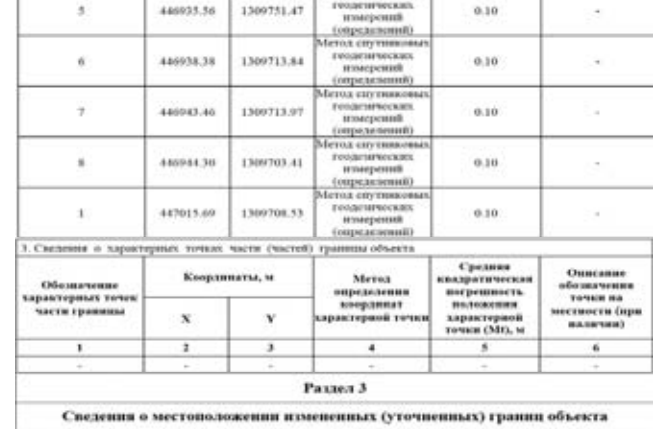 геодезических
5 446935.56 1309751.47 измерений 0.10 -
(определений)
Метод спутниковых
геодезических
6 446938.38 1309713.84 измерений 0.10 -
(определений)
Метод спутниковых
геодезических
7 446943.46 1309713.97 измерений 0.10 -
(определений)
Метод спутниковых
геодезических
8 446944.30 1309703.41 измерений 0.10 -
(определений)
Метод спутниковых
геодезических
1 447015.69 1309708.53 измерений 0.10 -
(определений)
3. Сведения о характерных точках части (частей) границы объекта
Обозначение
характерных точек
части границы
Координаты, м
X Y
Метод
определения
координат
характерной точки
Средняя
квадратическая
погрешность
положения
характерной
точки (Mt), м
Описание
обозначения
точки на
местности (при
наличии)
1 2 3 4 5 6
- - - - - -
Раздел 3
Сведения о местоположении измененных (уточненных) границ объекта